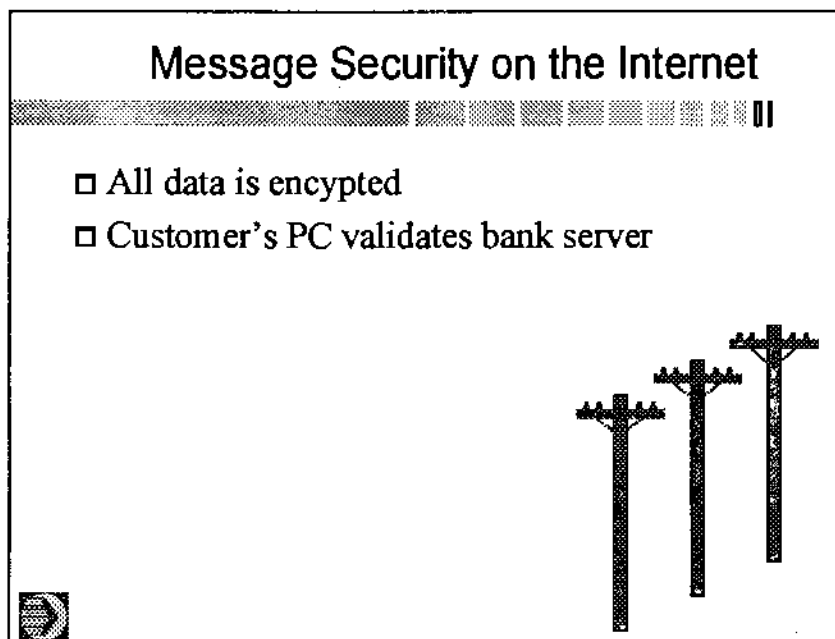 Message Security on the Internet
All data is encypted
Customer's PC validates bank server